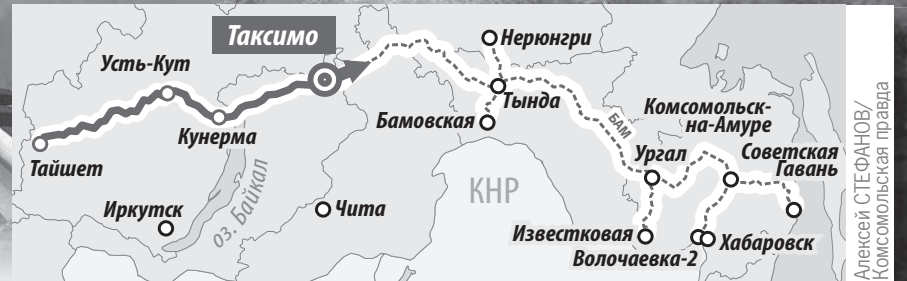 Таксимо
Нерюнгри
Усть-Кут
Тында
Комсомольск-
на-Амуре
Бамовская
Кунерма
БАМ
Ургал
Советская
Гавань
Тайшет
КНР
Иркутск
оз. Байкал
Чита
Известковая
Хабаровск
Волочаевка-2
Алексей СТЕФАНОВ/
Комсомольская правда